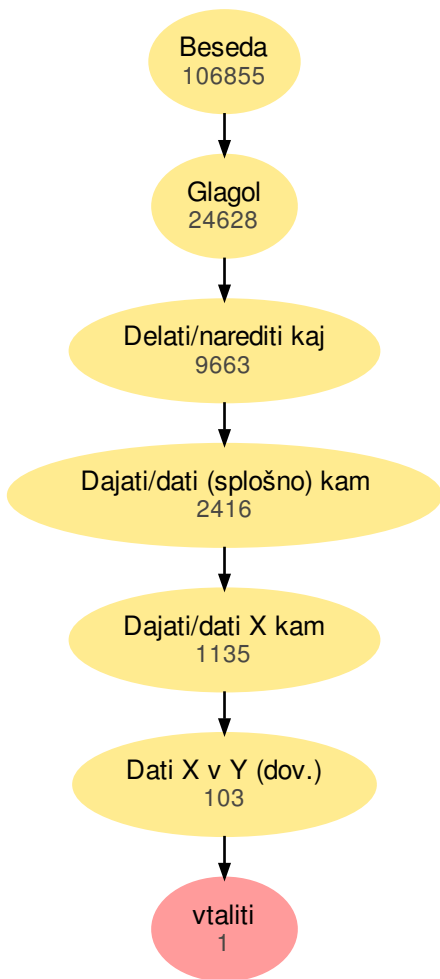 Beseda
106855
Glagol
24628
Delati/narediti kaj
9663
Dajati/dati (splošno) kam
2416
Dajati/dati X kam
1135
Dati X v Y (dov.)
103
vtaliti
1